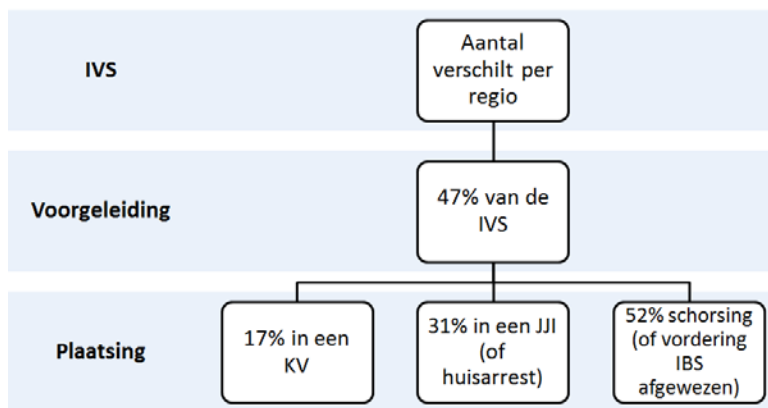 IVS
Aantal
verschilt per
regio
Voorgeleiding
47% van de
IVS
Plaatsing
17% in een
KV
31% in een JJI
(of
huisarrest)
52% schorsing
(of vordering
IBS
afgewezen)